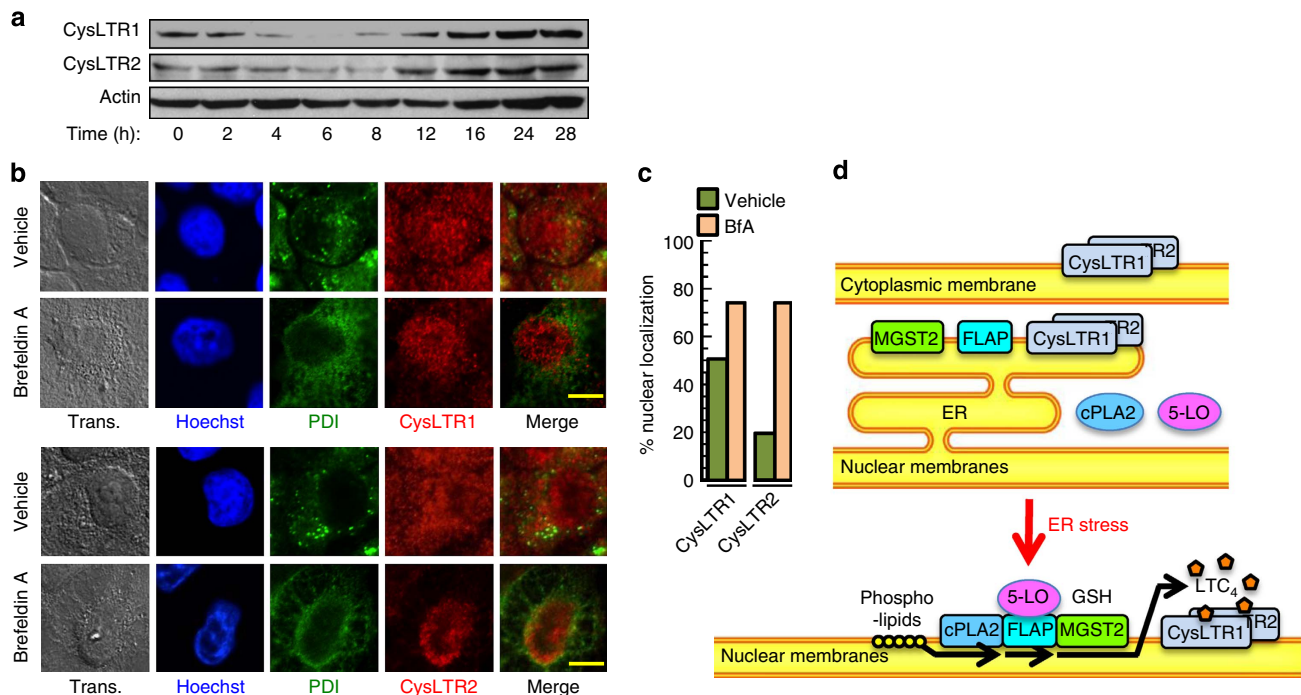 a
CysLTR1
CysLTR2
Actin
Time (h): 0 2 4 6 8 12 16 24 28
b
Vehicle
Brefeldin A
Trans. Hoechst PDI CysLTR1 Merge
Vehicle
Brefeldin A
Trans. Hoechst PDI CysLTR2 Merge
c
Vehicle
BfA
% nuclear localization
100
80
60
40
20
0
CysLTR1
CysLTR2
d
CysLTR1 TR2
Cytoplasmic membrane
MGST2 FLAP CysLTR1 TR2
ER
cPLA2 5-LO
Nuclear membranes
ER stress
Phospho
-lipids
5-LO GSH
LTC4
cPLA2 FLAP MGST2
CysLTR1 TR2
Nuclear membranes